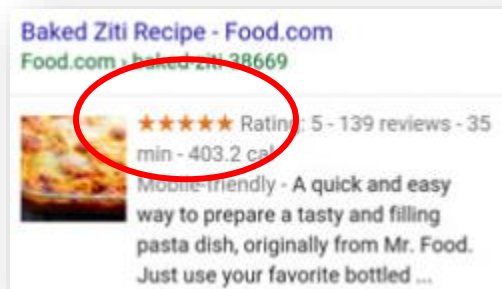 Baked Ziti Recipe - Food.com
Food.com › baked-ziti-38669
★★★★★ Rating: 5 - 139 reviews - 35
min - 403.2 cal
Mobile-friendly - A quick and easy
way to prepare a tasty and filling
pasta dish, originally from Mr. Food.
Just use your favorite bottled ...